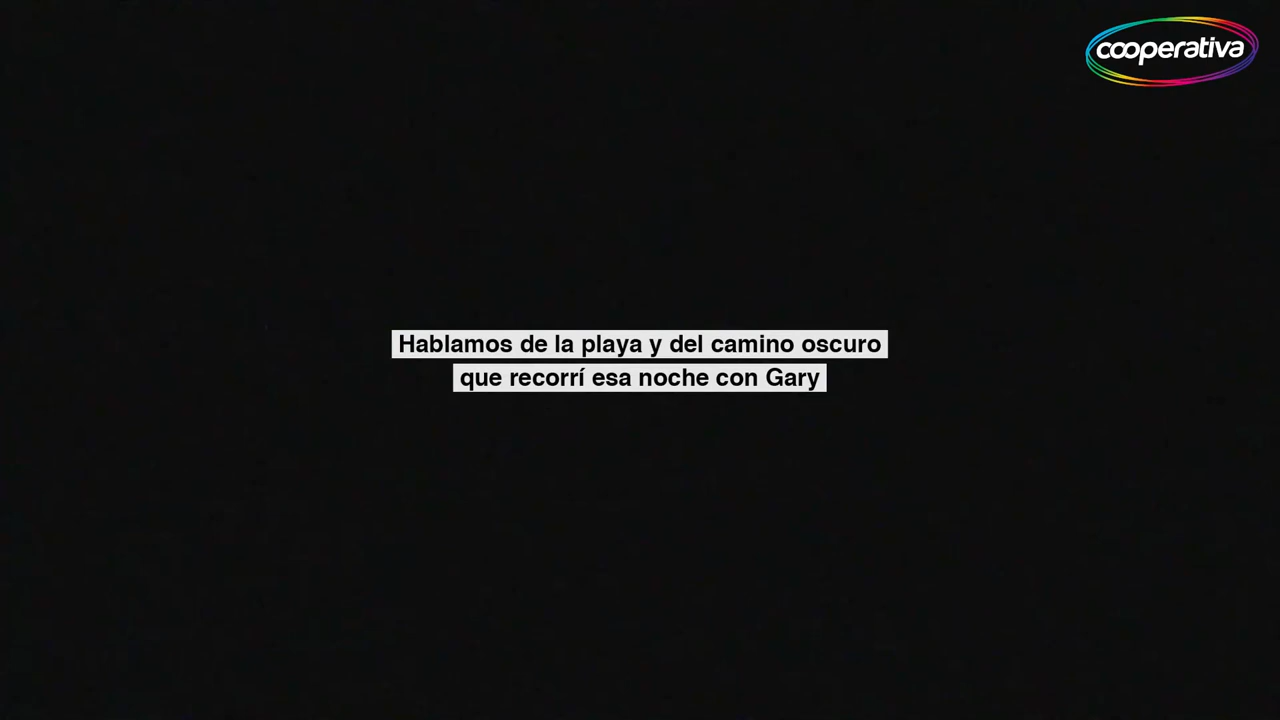 cooperativa
Hablamos de la playa y del camino oscuro
que recorrí esa noche con Gary